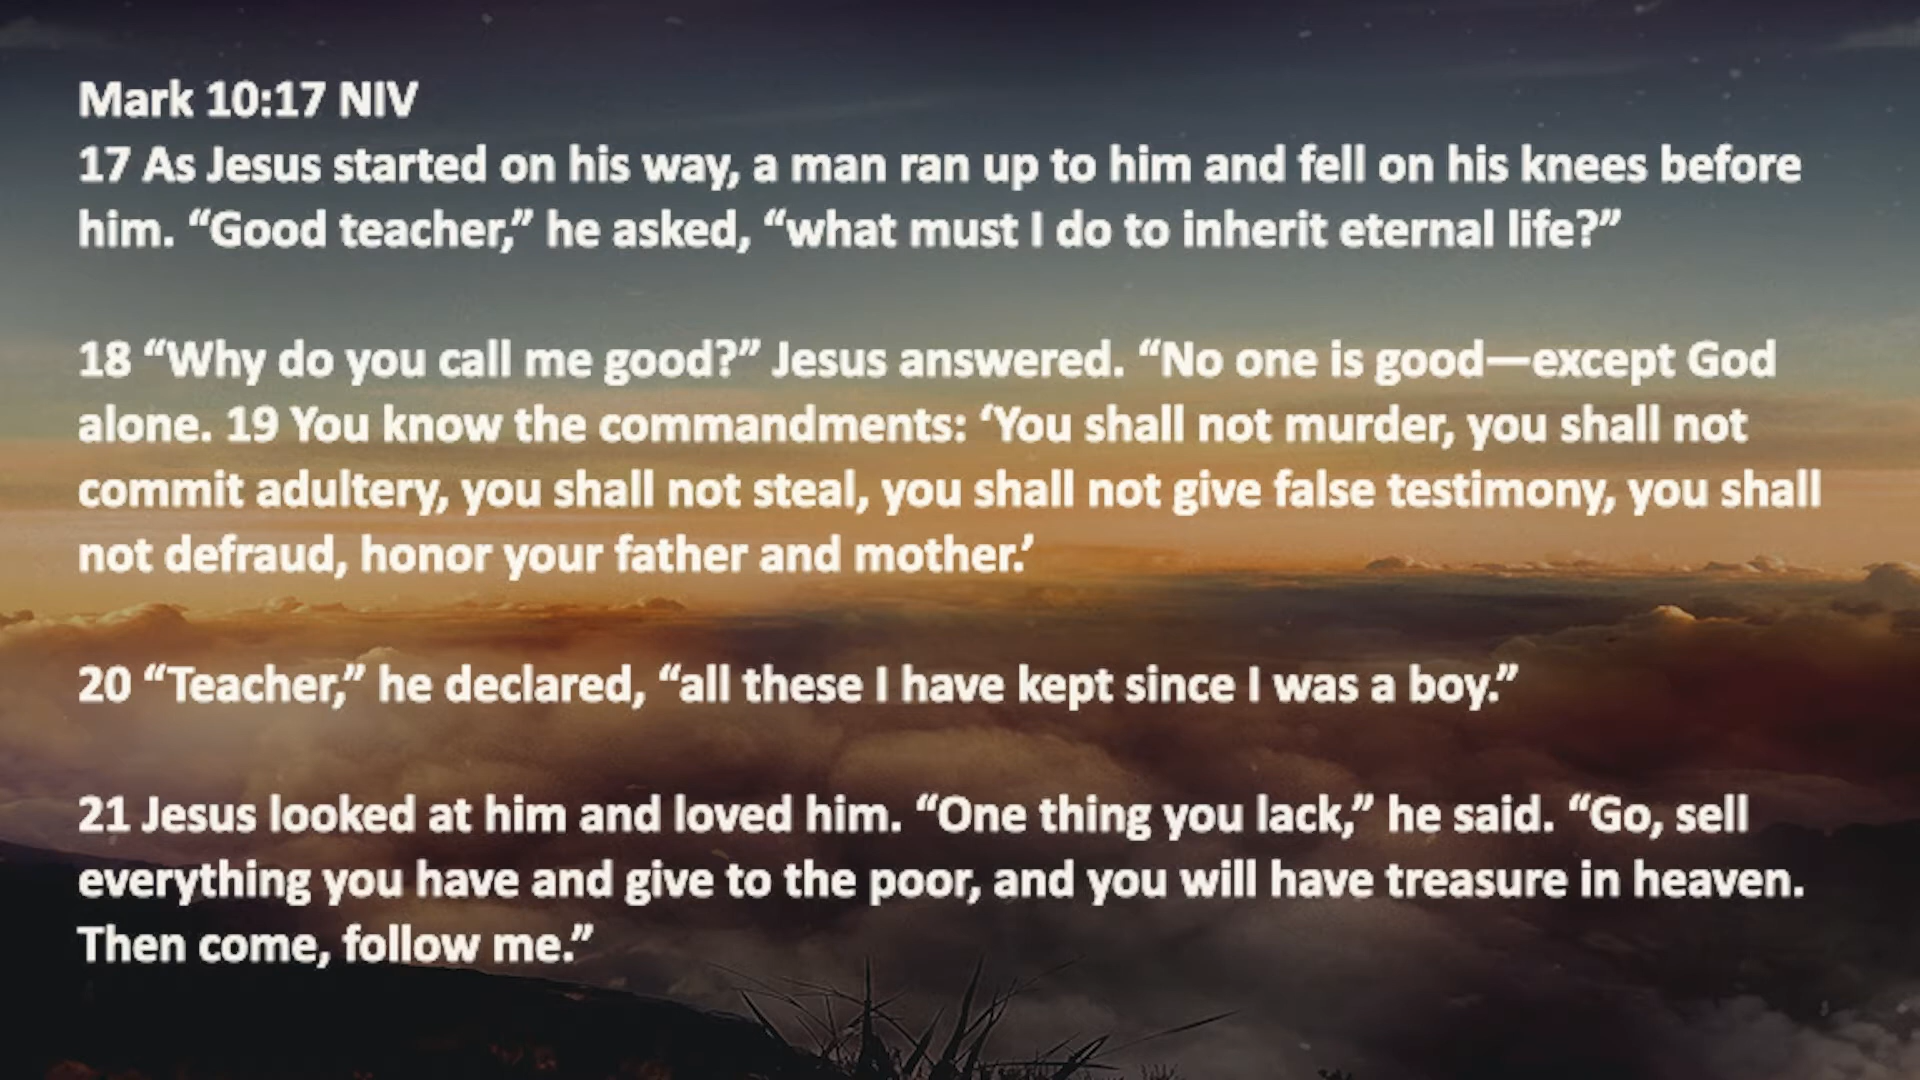 Mark 10:17 NIV
17 As Jesus started on his way, a man ran up to him and fell on his knees before
him. “Good teacher,” he asked, “what must I do to inherit eternal life?”
18 “Why do you call me good?” Jesus answered. “No one is good—except God
alone. 19 You know the commandments: ‘You shall not murder, you shall not
commit adultery, you shall not steal, you shall not give false testimony, you shall
not defraud, honor your father and mother.’
20 “Teacher,” he declared, “all these I have kept since I was a boy.”
21 Jesus looked at him and loved him. “One thing you lack,” he said. “Go, sell
everything you have and give to the poor, and you will have treasure in heaven.
Then come, follow me.”